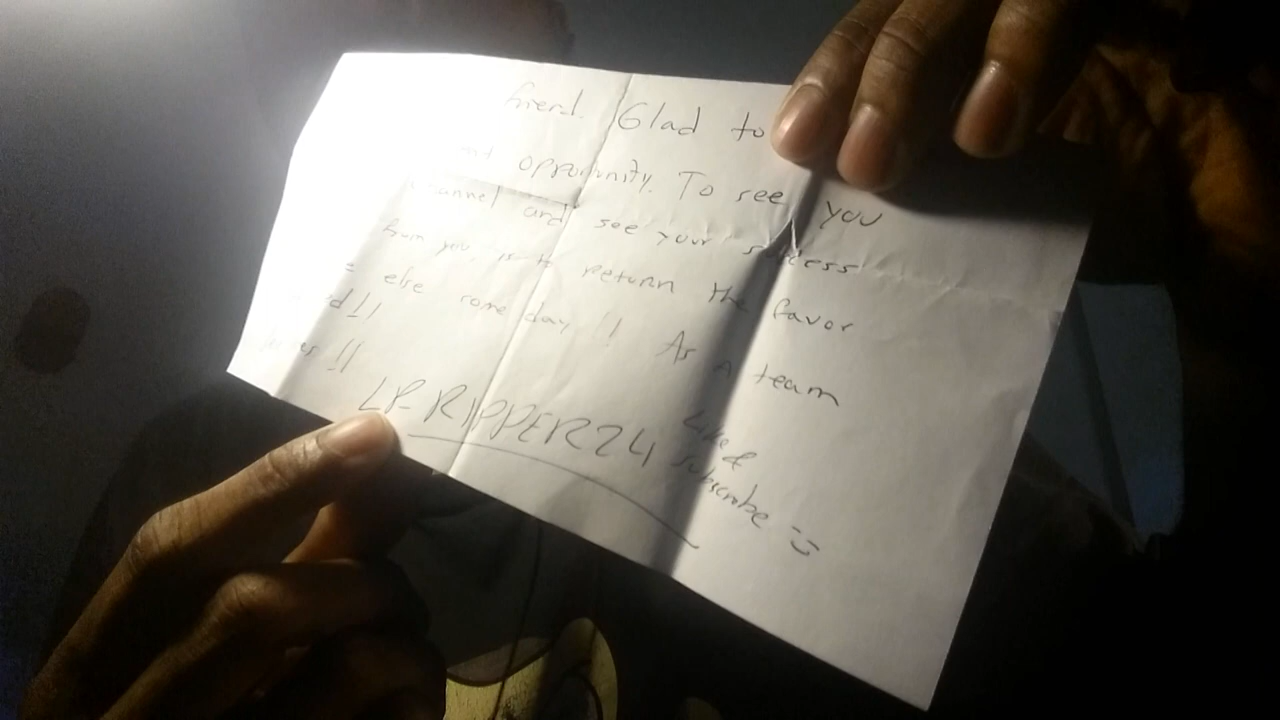 friend. Glad to
opportunity. To see you
and see your success
from you, is to return the favor
else some day !! As A team
!!
!!
LP-RIPPER24
Like &
subscribe =)